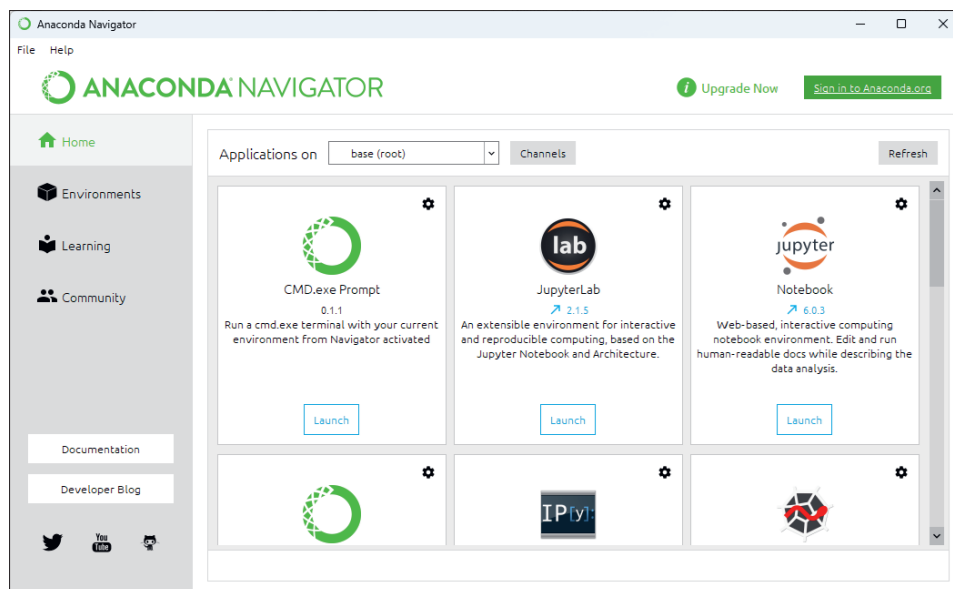 Anaconda Navigator
File Help
ANACONDA NAVIGATOR
i Upgrade Now
Sign in to Anaconda.org
Home
Environments
Learning
Community
Documentation
Developer Blog
You
Tube
Applications on base (root) Channels Refresh
CMD.exe Prompt
0.1.1
Run a cmd.exe terminal with your current
environment from Navigator activated
Launch
lab
JupyterLab
2.1.5
An extensible environment for interactive
and reproducible computing, based on the
Jupyter Notebook and Architecture.
Launch
jupyter
Notebook
6.0.3
Web-based, interactive computing
notebook environment. Edit and run
human-readable docs while describing the
data analysis.
Launch
IP[y]: